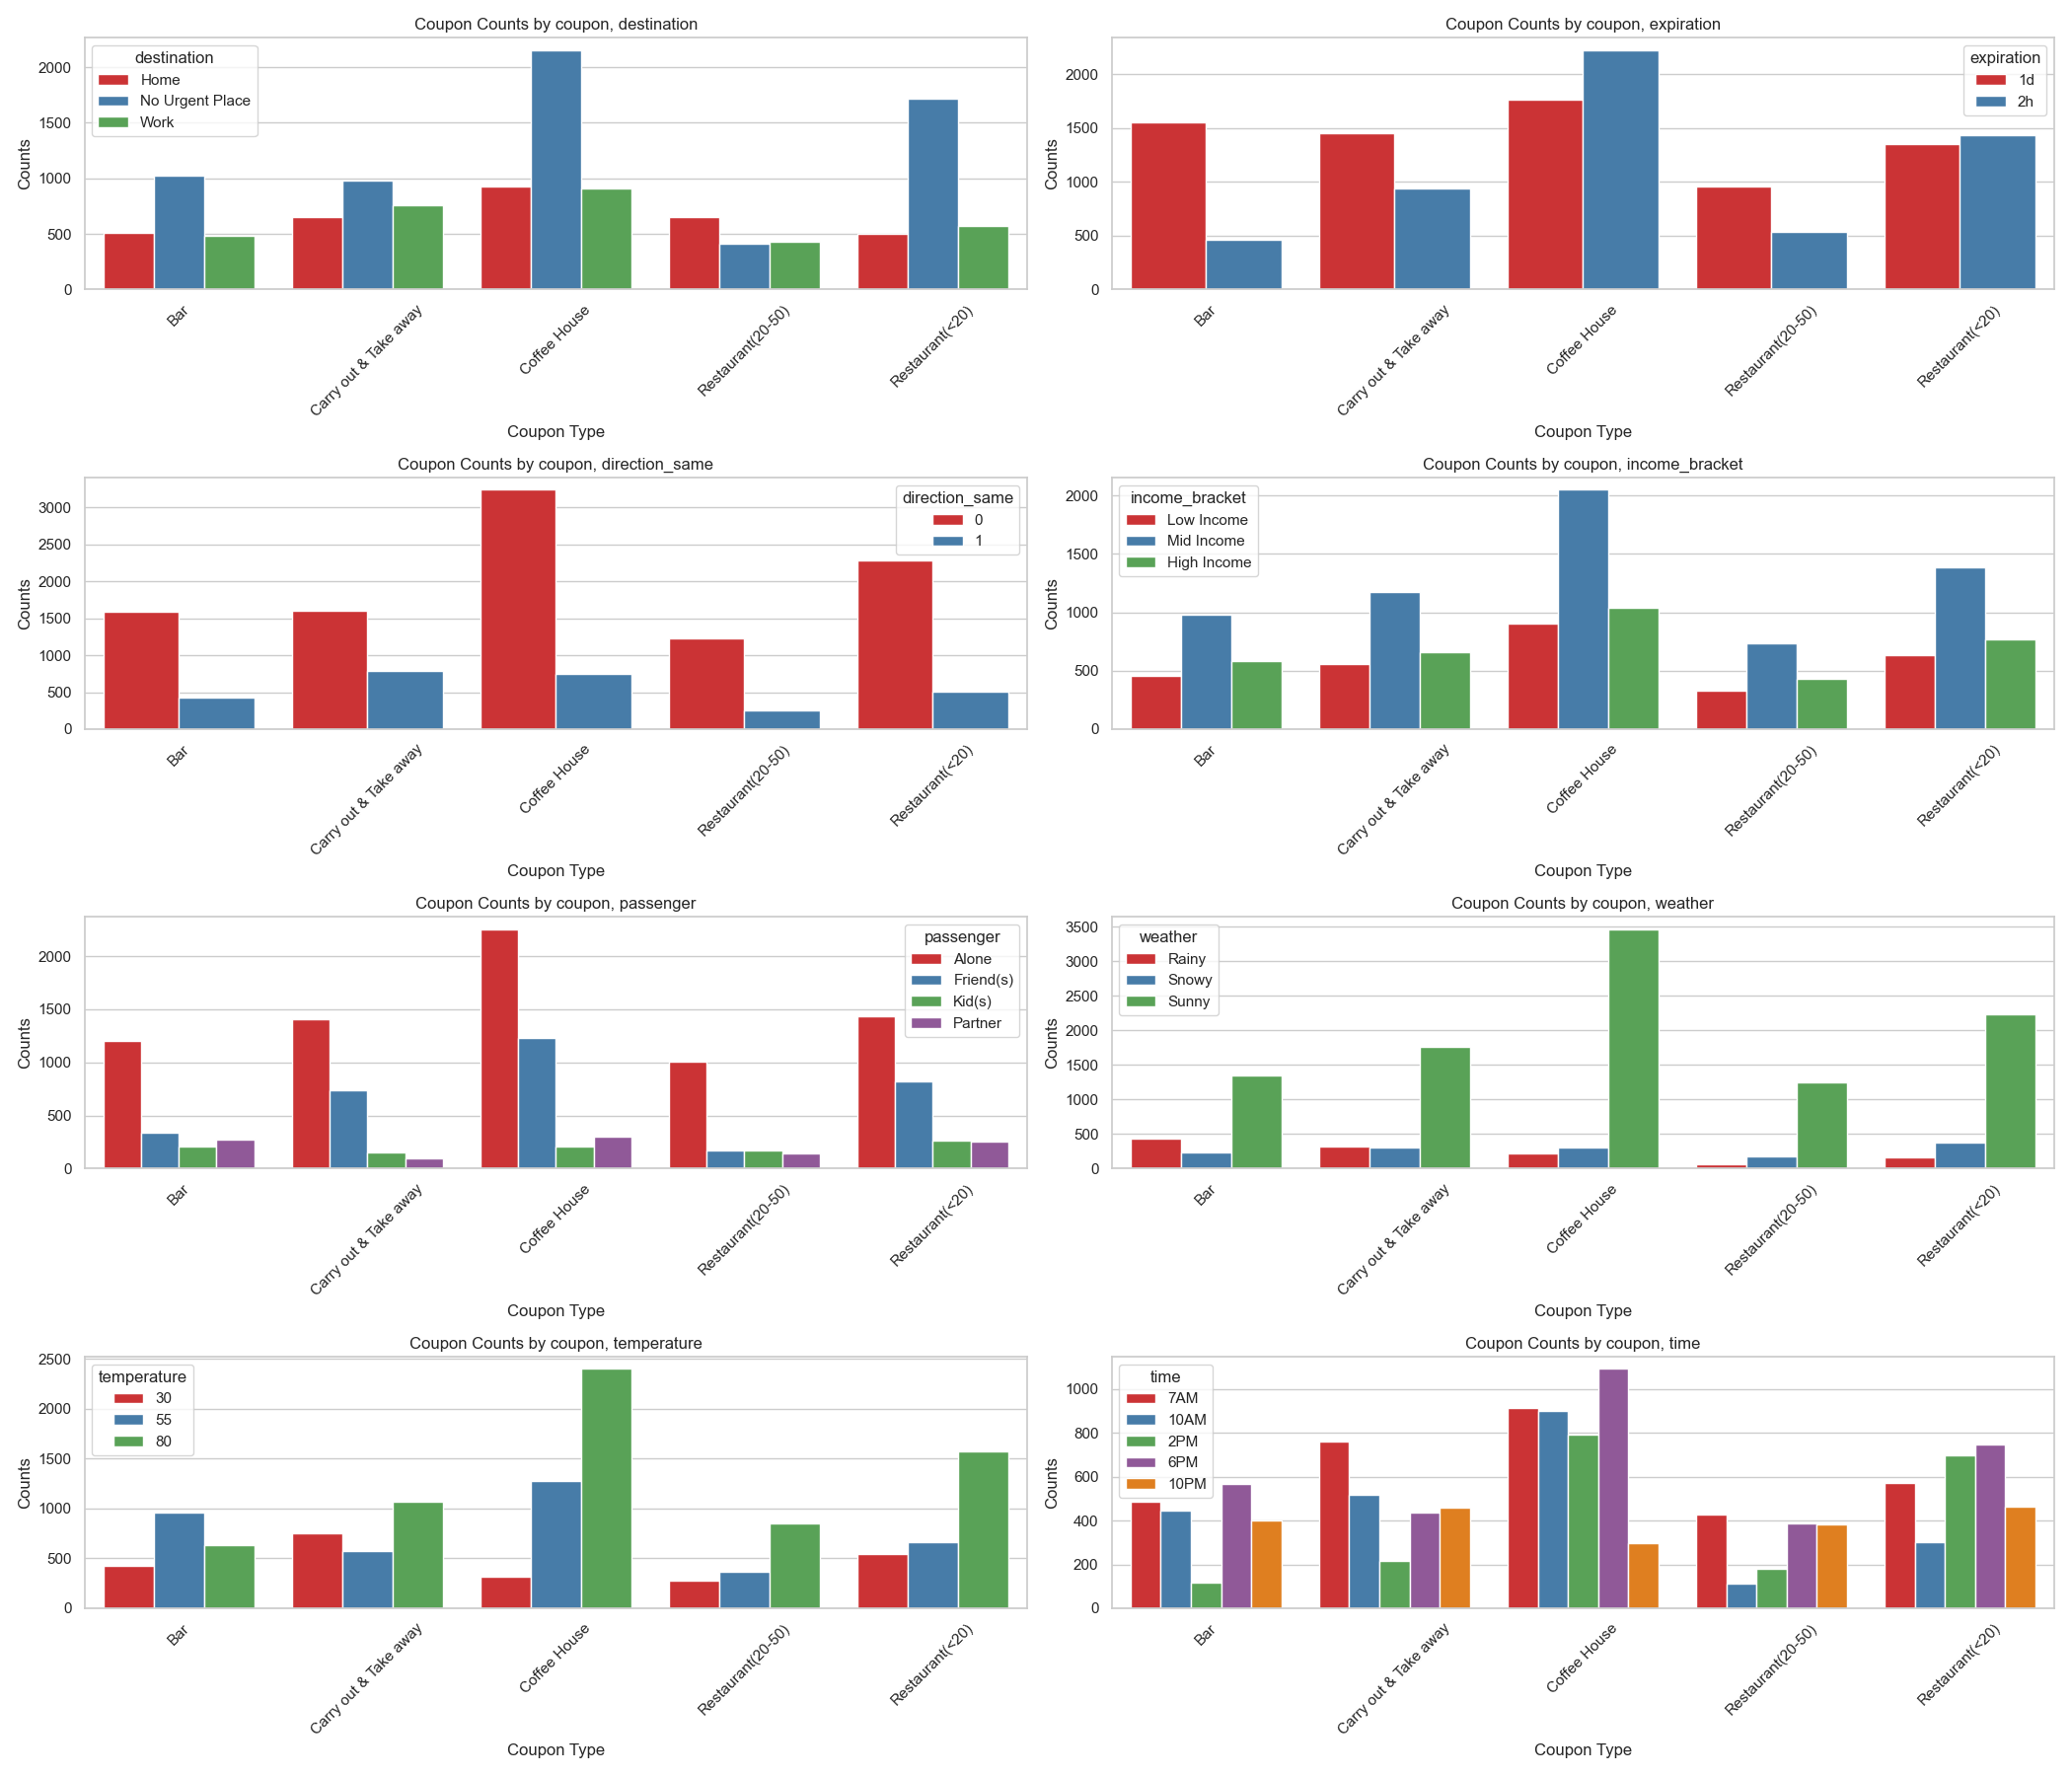 Coupon Counts by coupon, destination
destination
Home
No Urgent Place
Work
Counts
2000
1500
1000
500
0
Bar
Carry out & Take away
Coffee House
Restaurant(20-50)
Restaurant(<20)
Coupon Type
Coupon Counts by coupon, expiration
expiration
1d
2h
Counts
2000
1500
1000
500
0
Bar
Carry out & Take away
Coffee House
Restaurant(20-50)
Restaurant(<20)
Coupon Type
Coupon Counts by coupon, direction_same
direction_same
0
1
Counts
3000
2500
2000
1500
1000
500
0
Bar
Carry out & Take away
Coffee House
Restaurant(20-50)
Restaurant(<20)
Coupon Type
Coupon Counts by coupon, income_bracket
income_bracket
Low Income
Mid Income
High Income
Counts
2000
1500
1000
500
0
Bar
Carry out & Take away
Coffee House
Restaurant(20-50)
Restaurant(<20)
Coupon Type
Coupon Counts by coupon, passenger
passenger
Alone
Friend(s)
Kid(s)
Partner
Counts
2000
1500
1000
500
0
Bar
Carry out & Take away
Coffee House
Restaurant(20-50)
Restaurant(<20)
Coupon Type
Coupon Counts by coupon, weather
weather
Rainy
Snowy
Sunny
Counts
3500
3000
2500
2000
1500
1000
500
0
Bar
Carry out & Take away
Coffee House
Restaurant(20-50)
Restaurant(<20)
Coupon Type
Coupon Counts by coupon, temperature
temperature
30
55
80
Counts
2500
2000
1500
1000
500
0
Bar
Carry out & Take away
Coffee House
Restaurant(20-50)
Restaurant(<20)
Coupon Type
Coupon Counts by coupon, time
time
7AM
10AM
2PM
6PM
10PM
Counts
1000
800
600
400
200
0
Bar
Carry out & Take away
Coffee House
Restaurant(20-50)
Restaurant(<20)
Coupon Type